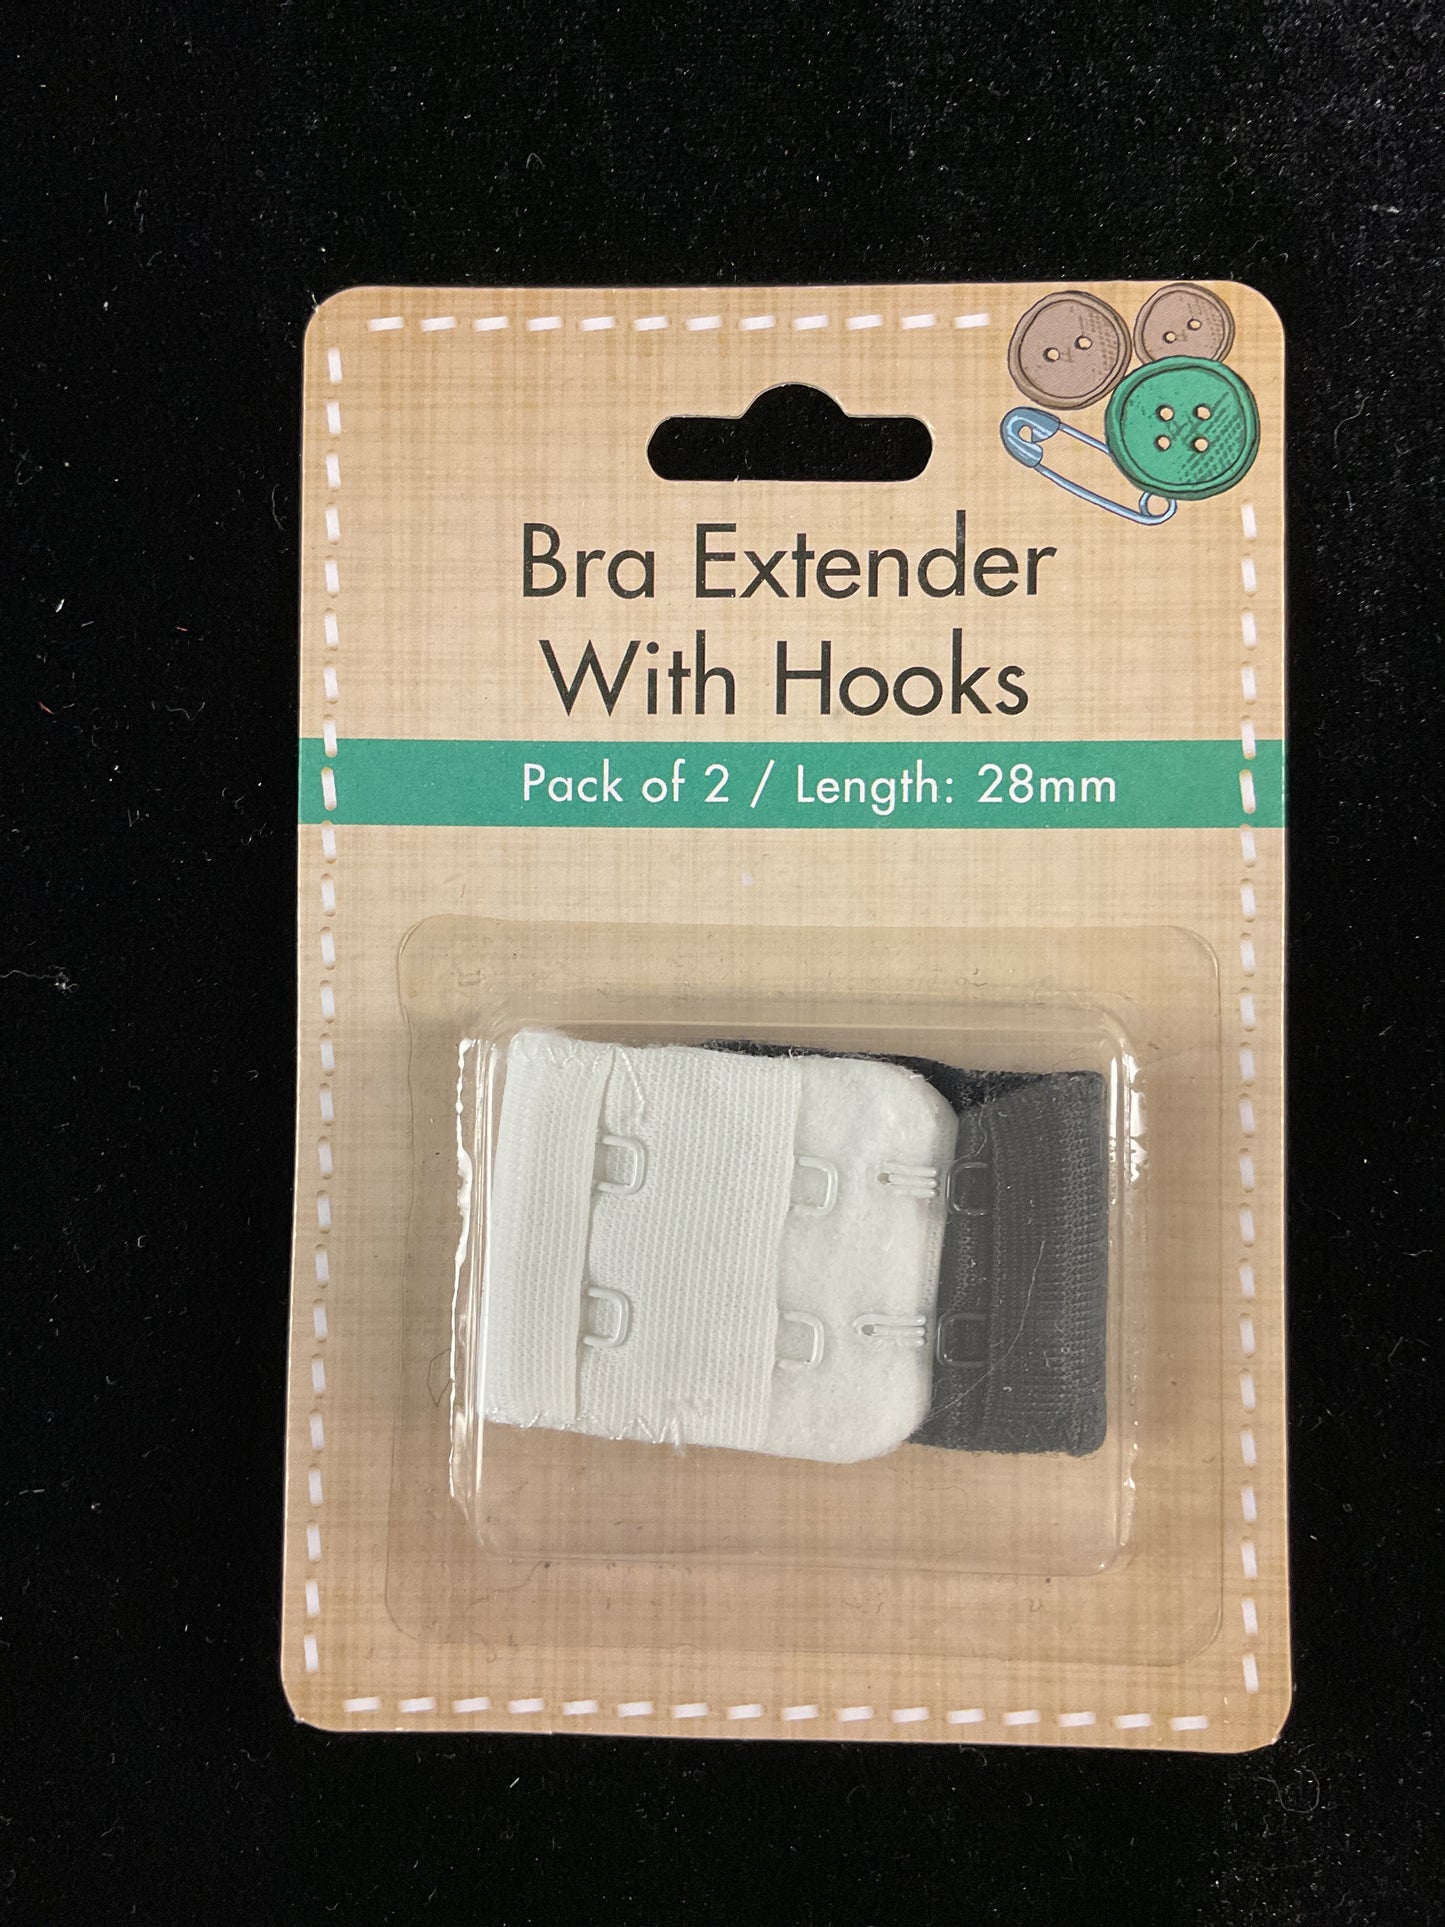 Bra Extender
With Hooks
Pack of 2 / Length: 28mm